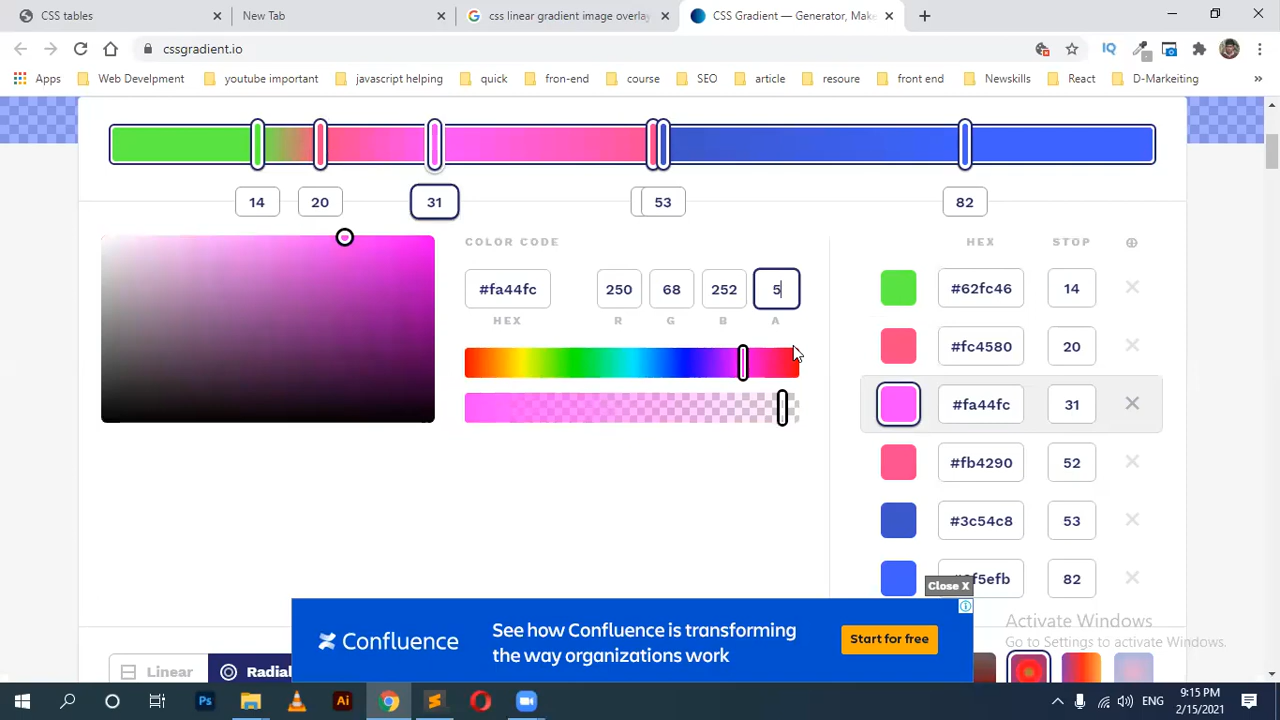 CSS tables
New Tab
css linear gradient image overlay
CSS Gradient — Generator, Make
cssgradient.io
Apps
Web Develpment
youtube important
javascript helping
quick
fron-end
course
SEO
article
resoure
front end
Newskills
React
D-Marketing
»
14 20 31 53 82
COLOR CODE
HEX STOP
#fa44fc 250 68 252 5
HEX R G B A
#62fc46 14
#fc4580 20
#fa44fc 31
#fb4290 52
#3c54c8 53
f5efb 82
Close X
Confluence
See how Confluence is transforming
the way organizations work
Start for free
Activate Windows
Go to Settings to activate Windows.
Linear
Radial
Ps
Ai
ENG
9:15 PM
2/15/2021